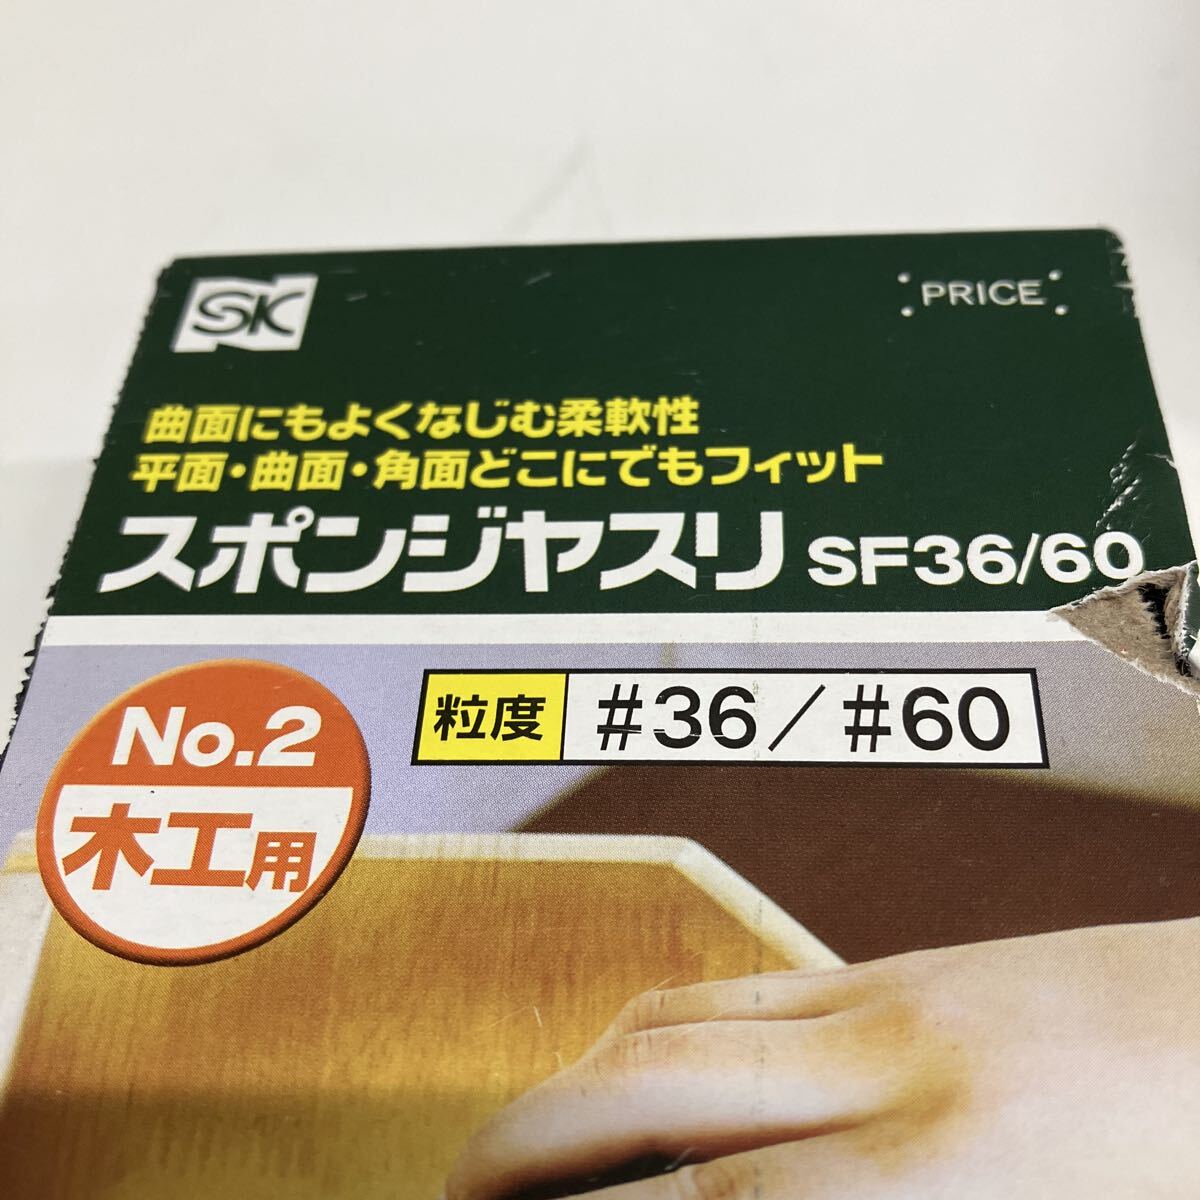 SK
PRICE
曲面にもよくなじむ柔軟性
平面・曲面・角面どこにでもフィット
スポンジヤスリ SF36/60
粒度 #36/#60
No.2
木工用